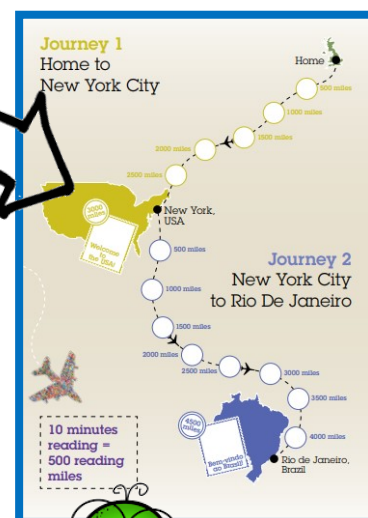 Journey 1
Home to
New York City
Home
500 miles
1000 miles
1500 miles
2000 miles
2500 miles
3000
miles
Welcome
to
the USA!
New York,
USA
500 miles
Journey 2
New York City
to Rio De Janeiro
1000 miles
1500 miles
2000 miles
2500 miles
3000 miles
3500 miles
4000 miles
4500
miles
Bem-vindo
ao Brasil!
Rio de Janeiro,
Brazil
10 minutes
reading =
500 reading
miles